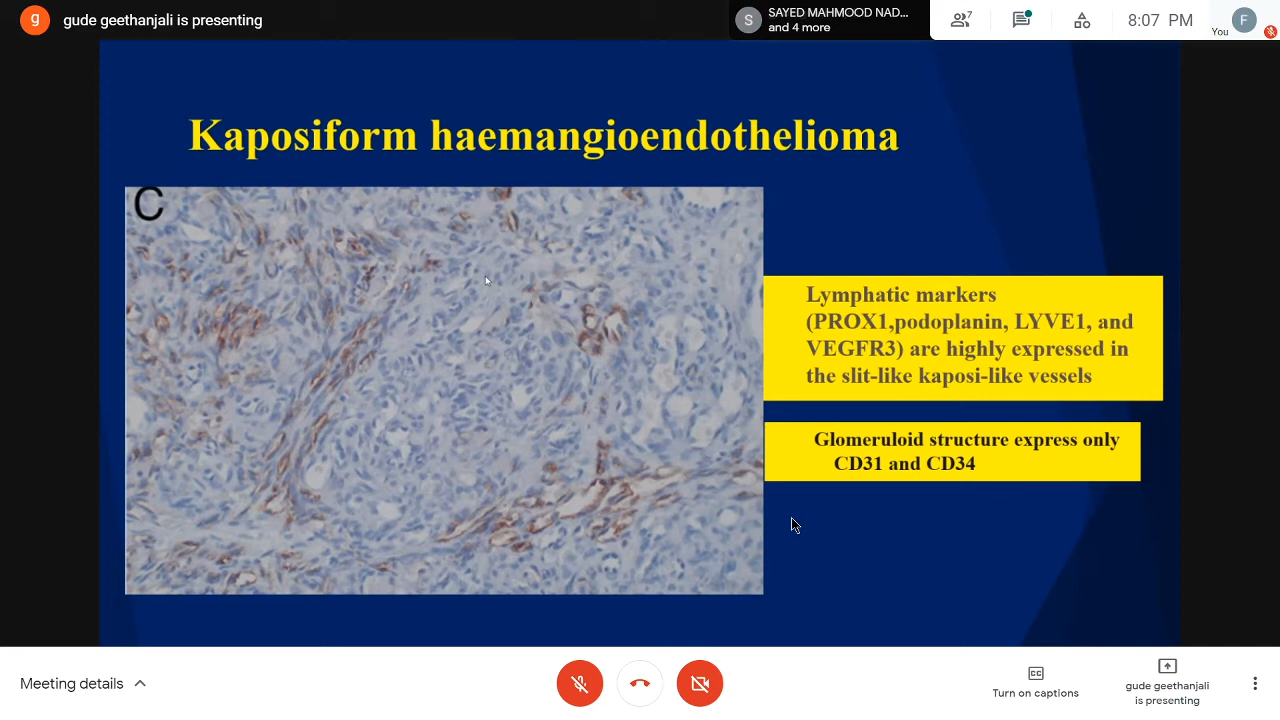 g
gude geethanjali is presenting
S
SAYED MAHMOOD NAD...
and 4 more
7
8:07 PM
You
F
Kaposiform haemangioendothelioma
C
Lymphatic markers
(PROX1,podoplanin, LYVE1, and
VEGFR3) are highly expressed in
the slit-like kaposi-like vessels
Glomeruloid structure express only
CD31 and CD34
Meeting details
CC
Turn on captions
gude geethanjali
is presenting